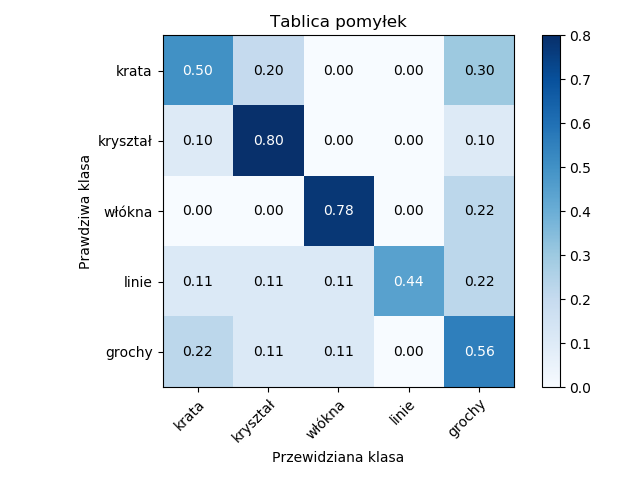 Tablica pomyłek
Prawdziwa klasa
krata 0.50 0.20 0.00 0.00 0.30
kryształ 0.10 0.80 0.00 0.00 0.10
włókna 0.00 0.00 0.78 0.00 0.22
linie 0.11 0.11 0.11 0.44 0.22
grochy 0.22 0.11 0.11 0.00 0.56
krata kryształ włókna linie grochy
Przewidziana klasa
0.8
0.7
0.6
0.5
0.4
0.3
0.2
0.1
0.0